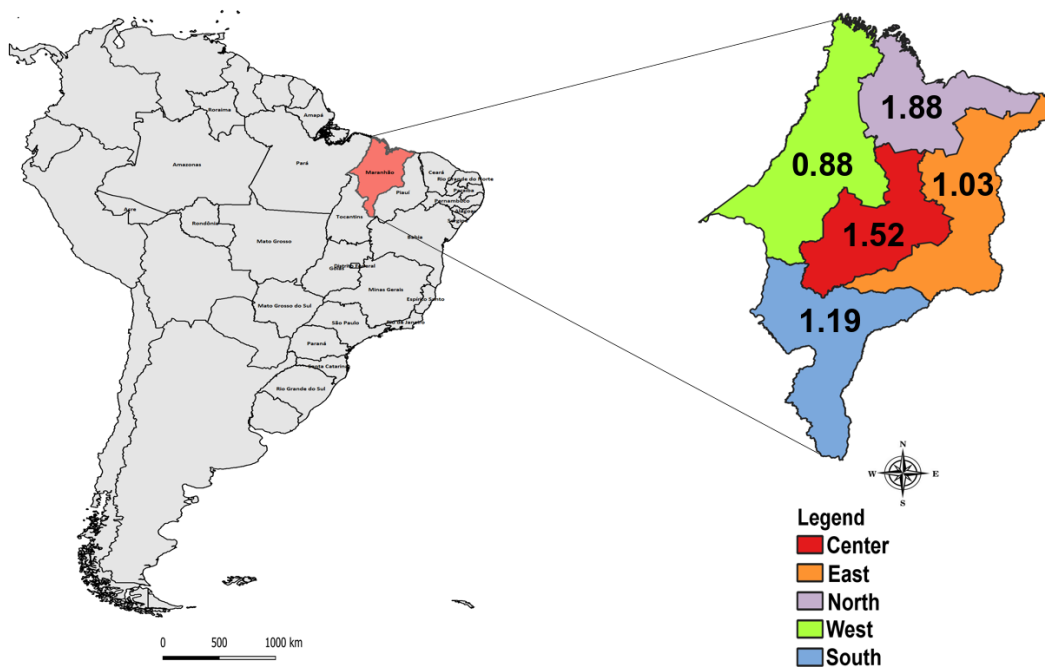 Roraima
Amapá
Amazonas
Pará
Maranhão
Ceará
Rio Grande do Norte
Paraíba
Piauí
Pernambuco
Alagoas
Sergipe
Acre
Rondônia
Tocantins
Bahia
Mato Grosso
Distrito Federal
Goiás
Minas Gerais
Espírito Santo
Mato Grosso do Sul
São Paulo
Rio de Janeiro
Paraná
Santa Catarina
Rio Grande do Sul
0 500 1000 km
1.88
0.88
1.03
1.52
1.19
N
W E
S
Legend
Center
East
North
West
South